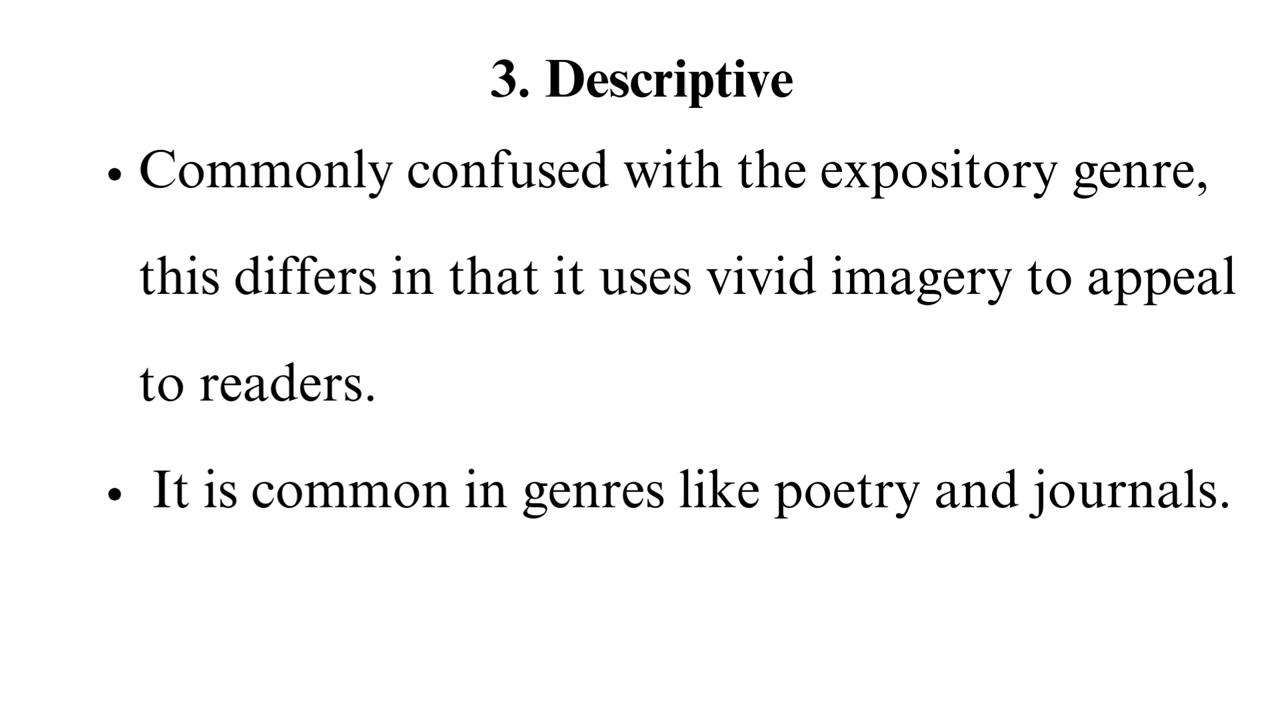 3. Descriptive
• Commonly confused with the expository genre,
this differs in that it uses vivid imagery to appeal
to readers.
• It is common in genres like poetry and journals.